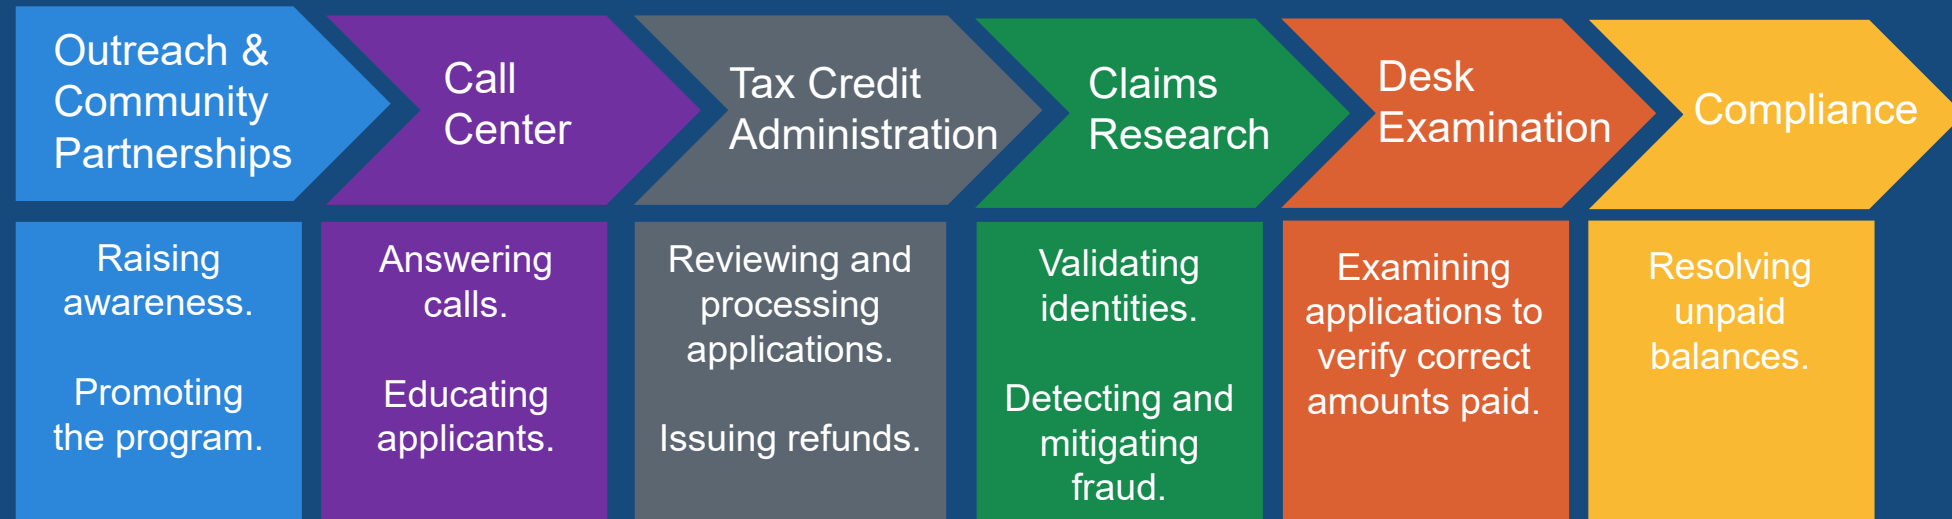 Outreach &
Community
Partnerships
Call
Center
Tax Credit
Administration
Claims
Research
Desk
Examination
Compliance
Raising
awareness.
Promoting
the program.
Answering
calls.
Educating
applicants.
Reviewing and
processing
applications.
Issuing refunds.
Validating
identities.
Detecting and
mitigating
fraud.
Examining
applications to
verify correct
amounts paid.
Resolving
unpaid
balances.